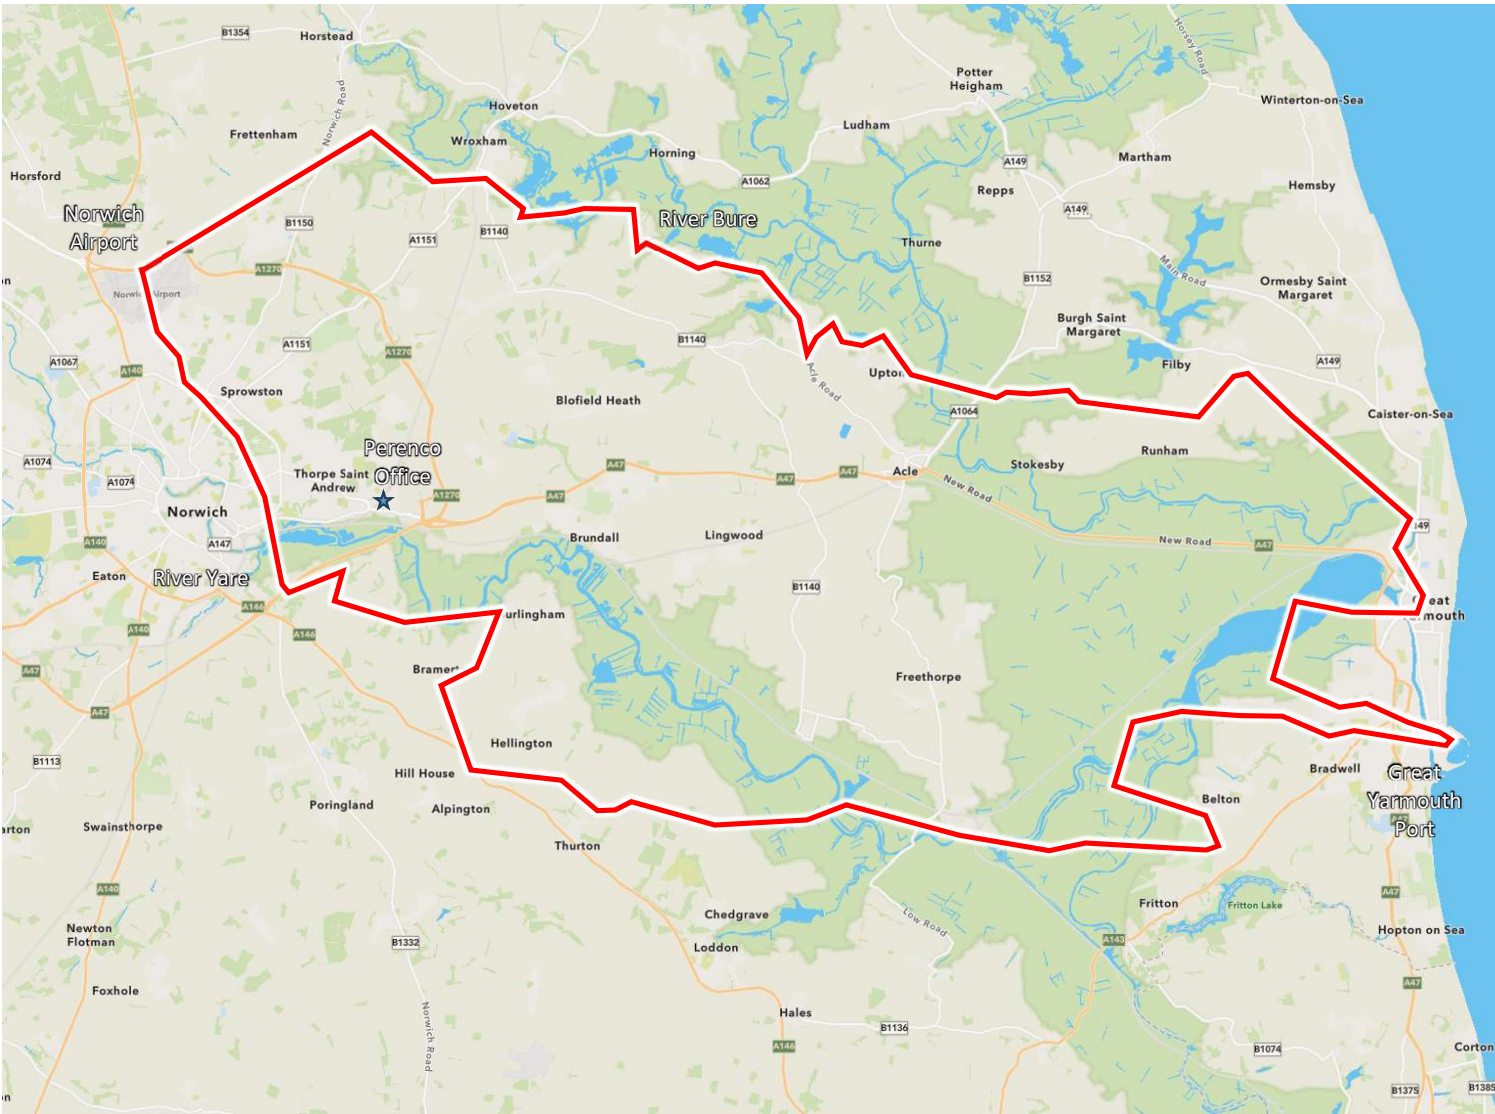 B1354
Horstead
Horsey Road
Potter
Heigham
Winterton-on-Sea
Hoveton
Norwich Road
Frettenham
Ludham
Wroxham
Horning
A149
Martham
Horsford
A1062
Repps
Hemsby
Norwich
Airport
B1150
River Bure
A149
A1151
B1140
Thurne
A1270
B1152
Main Road
Ormesby Saint
Margaret
Norwich Airport
Burgh Saint
Margaret
A1151
A1270
B1140
A1067
A149
A140
Acle Road
Filby
Sprowston
Blofield Heath
A1064
Caister-on-Sea
Perenco
Office
A1074
Thorpe Saint
Andrew
A47
Stokesby
Runham
A1074
A1270
A47
A47
A47
Acle
New Road
Norwich
A140
A147
Brundall
Lingwood
New Road
A47
Eaton
River Yare
B1140
A146
A140
A146
A47
Freethorpe
A47
Hellington
B1113
Hill House
Bradwell
Great
Yarmouth
Port
Poringland
Alpington
Belton
A47
Swainsthorpe
Thurton
A140
Chedgrave
Low Road
Fritton
Fritton Lake
A47
Newton
Flotman
B1332
Loddon
A143
Hopton on Sea
Foxhole
A47
Norwich Road
Hales
B1136
A146
B1074
Corton
B1375
B1385